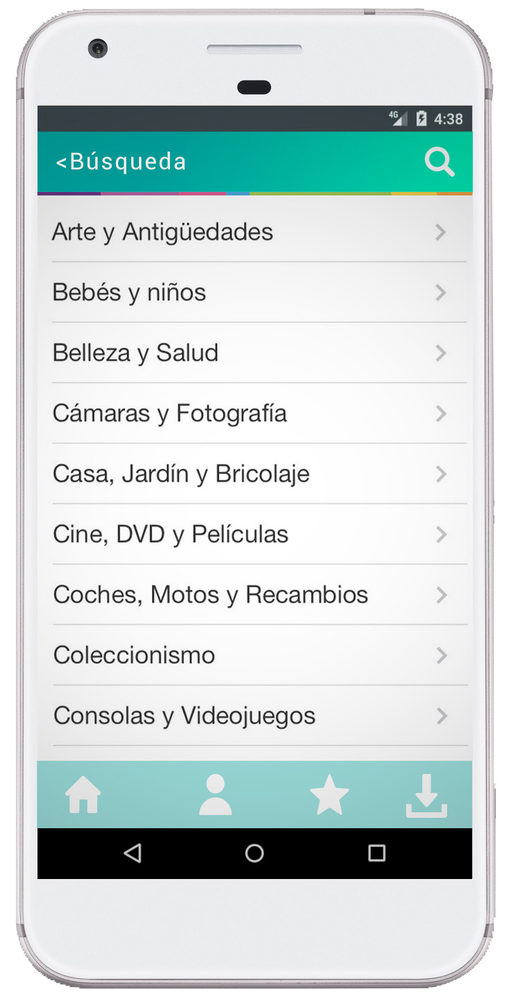 4G 4:38
<Búsqueda
Arte y Antigüedades
Bebés y niños
Belleza y Salud
Cámaras y Fotografía
Casa, Jardín y Bricolaje
Cine, DVD y Películas
Coches, Motos y Recambios
Coleccionismo
Consolas y Videojuegos